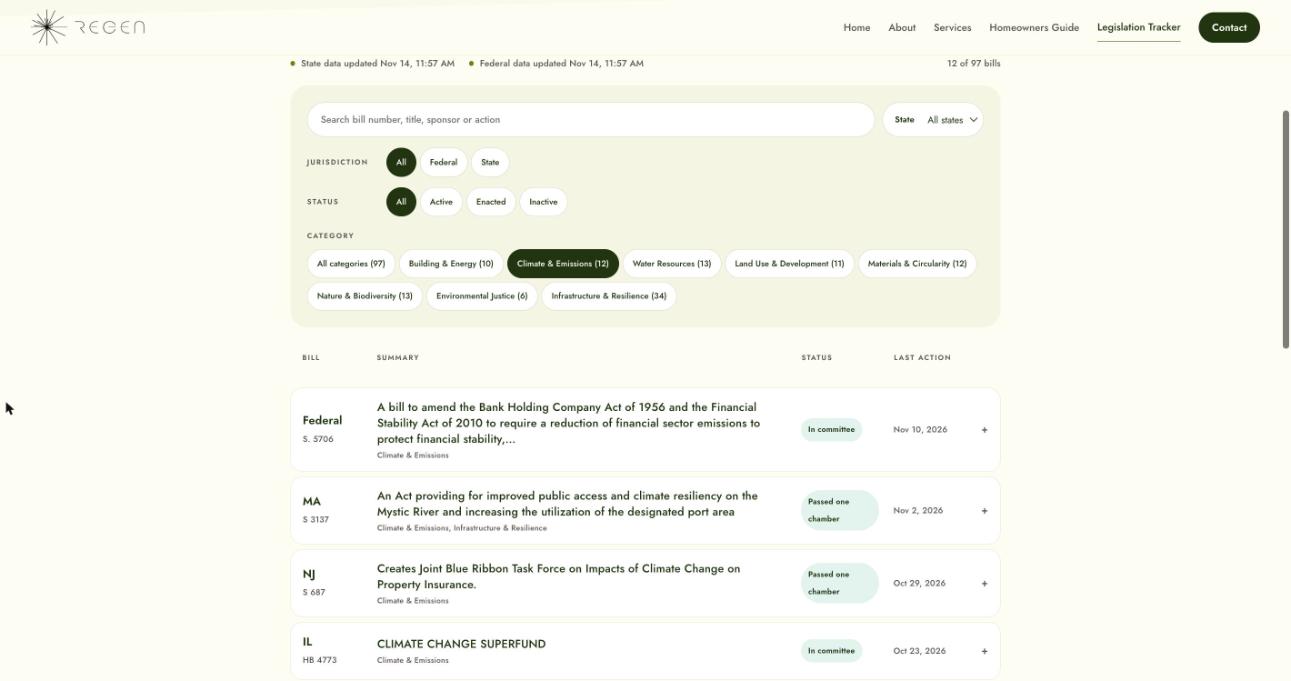 REGEN
Home About Services Homeowners Guide Legislation Tracker Contact
State data updated Nov 14, 11:57 AM Federal data updated Nov 14, 11:57 AM 12 of 97 bills
Search bill number, title, sponsor or action State All states
JURISDICTION All Federal State
STATUS All Active Enacted Inactive
CATEGORY
All categories (97) Building & Energy (10) Climate & Emissions (12) Water Resources (13) Land Use & Development (11) Materials & Circularity (12)
Nature & Biodiversity (13) Environmental Justice (6) Infrastructure & Resilience (34)
BILL SUMMARY STATUS LAST ACTION
Federal
S. 5706
A bill to amend the Bank Holding Company Act of 1956 and the Financial
Stability Act of 2010 to require a reduction of financial sector emissions to
protect financial stability,...
Climate & Emissions
In committee
Nov 10, 2026 +
MA
S 3137
An Act providing for improved public access and climate resiliency on the
Mystic River and increasing the utilization of the designated port area
Climate & Emissions, Infrastructure & Resilience
Passed one
chamber
Nov 2, 2026 +
NJ
S 687
Creates Joint Blue Ribbon Task Force on Impacts of Climate Change on
Property Insurance.
Climate & Emissions
Passed one
chamber
Oct 29, 2026 +
IL
HB 4773
CLIMATE CHANGE SUPERFUND
Climate & Emissions
In committee
Oct 23, 2026 +